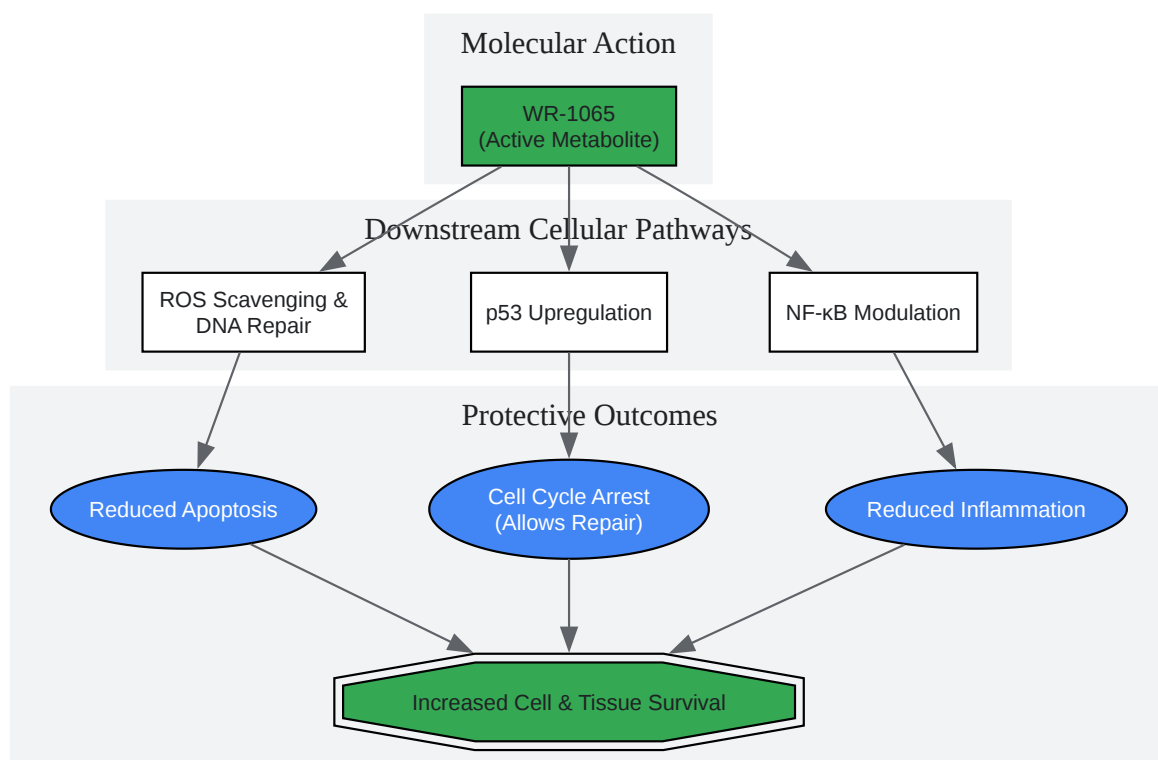 Molecular Action
WR-1065
(Active Metabolite)
Downstream Cellular Pathways
ROS Scavenging &
DNA Repair
p53 Upregulation
NF-κB Modulation
Protective Outcomes
Reduced Apoptosis
Cell Cycle Arrest
(Allows Repair)
Reduced Inflammation
Increased Cell & Tissue Survival